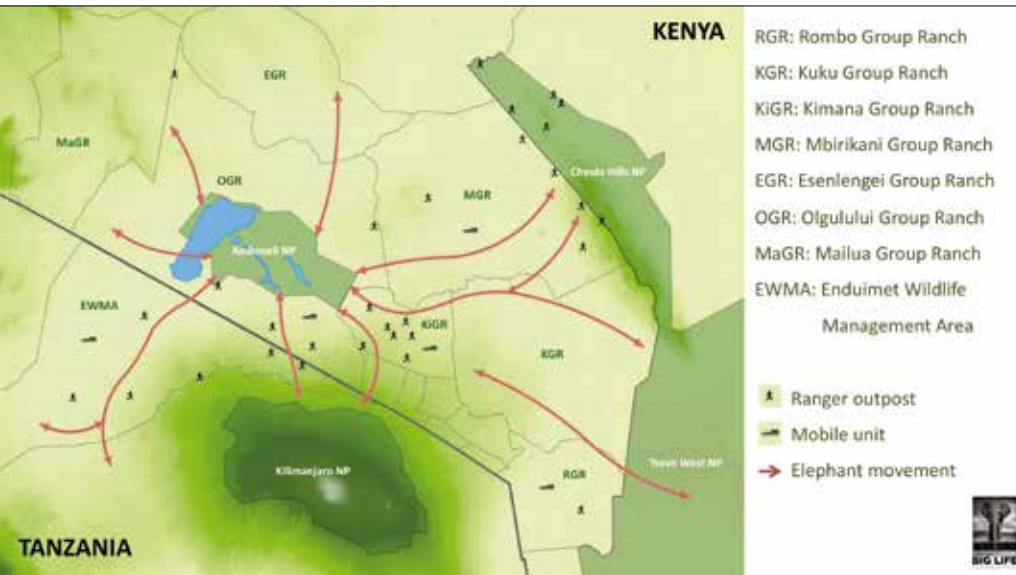 KENYA
EGR
MaGR
OGR
MGR
Chyulu Hills NP
Amboseli NP
EWMA
KiGR
KGR
Kilimanjaro NP
Tsavo West NP
RGR
TANZANIA
RGR: Rombo Group Ranch
KGR: Kuku Group Ranch
KiGR: Kimana Group Ranch
MGR: Mbirikani Group Ranch
EGR: Esenlengei Group Ranch
OGR: Olgulului Group Ranch
MaGR: Mailua Group Ranch
EWMA: Enduimet Wildlife
Management Area
Ranger outpost
Mobile unit
Elephant movement
BIG LIFE